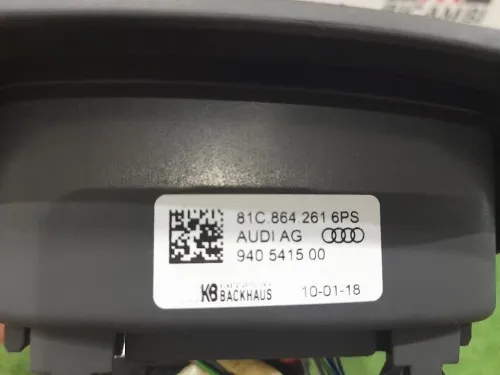 81C.864.261 6PS
AUDI AG
940 5415 00
KB BACKHAUS 10-01-18